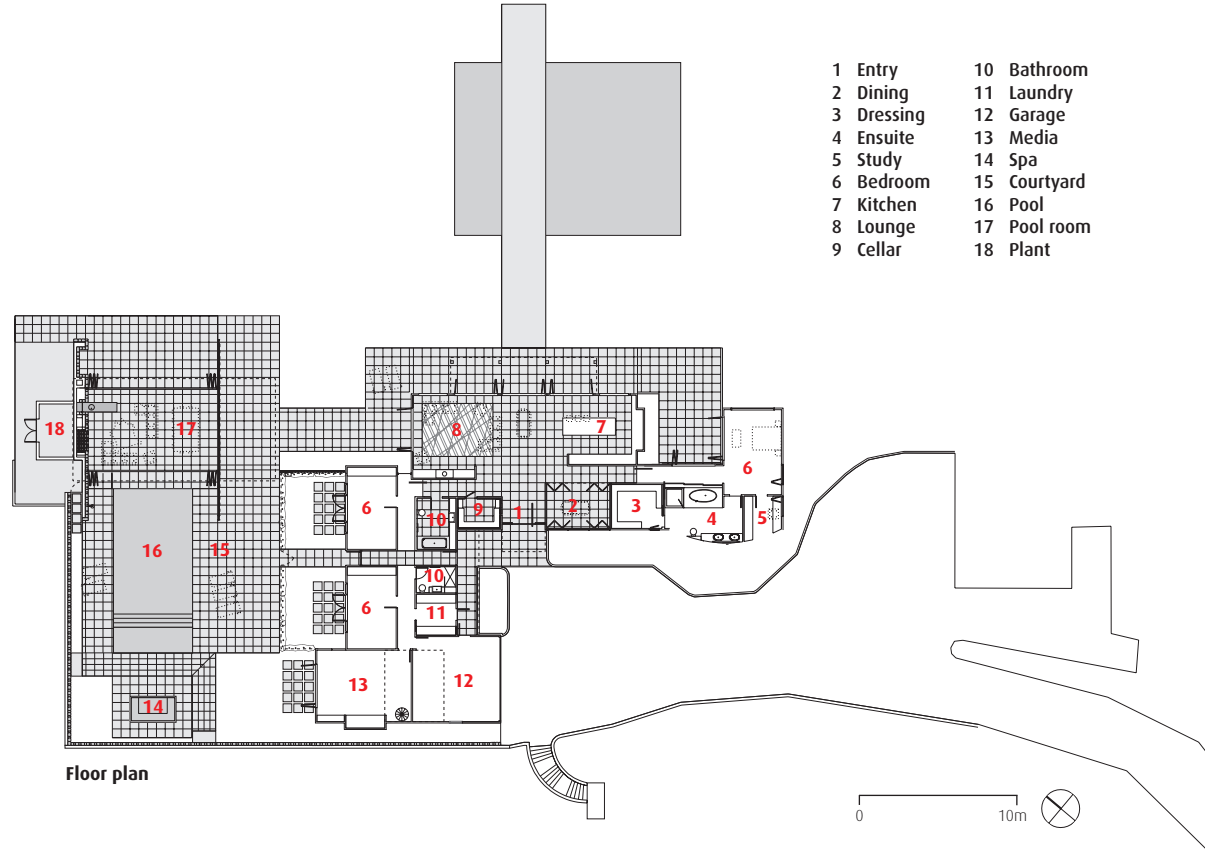 1 Entry
2 Dining
3 Dressing
4 Ensuite
5 Study
6 Bedroom
7 Kitchen
8 Lounge
9 Cellar
10 Bathroom
11 Laundry
12 Garage
13 Media
14 Spa
15 Courtyard
16 Pool
17 Pool room
18 Plant
18
17
8
7
6
6
10
9
1
2
3
4
5
16
15
10
6
11
13
12
14
Floor plan
0
10m